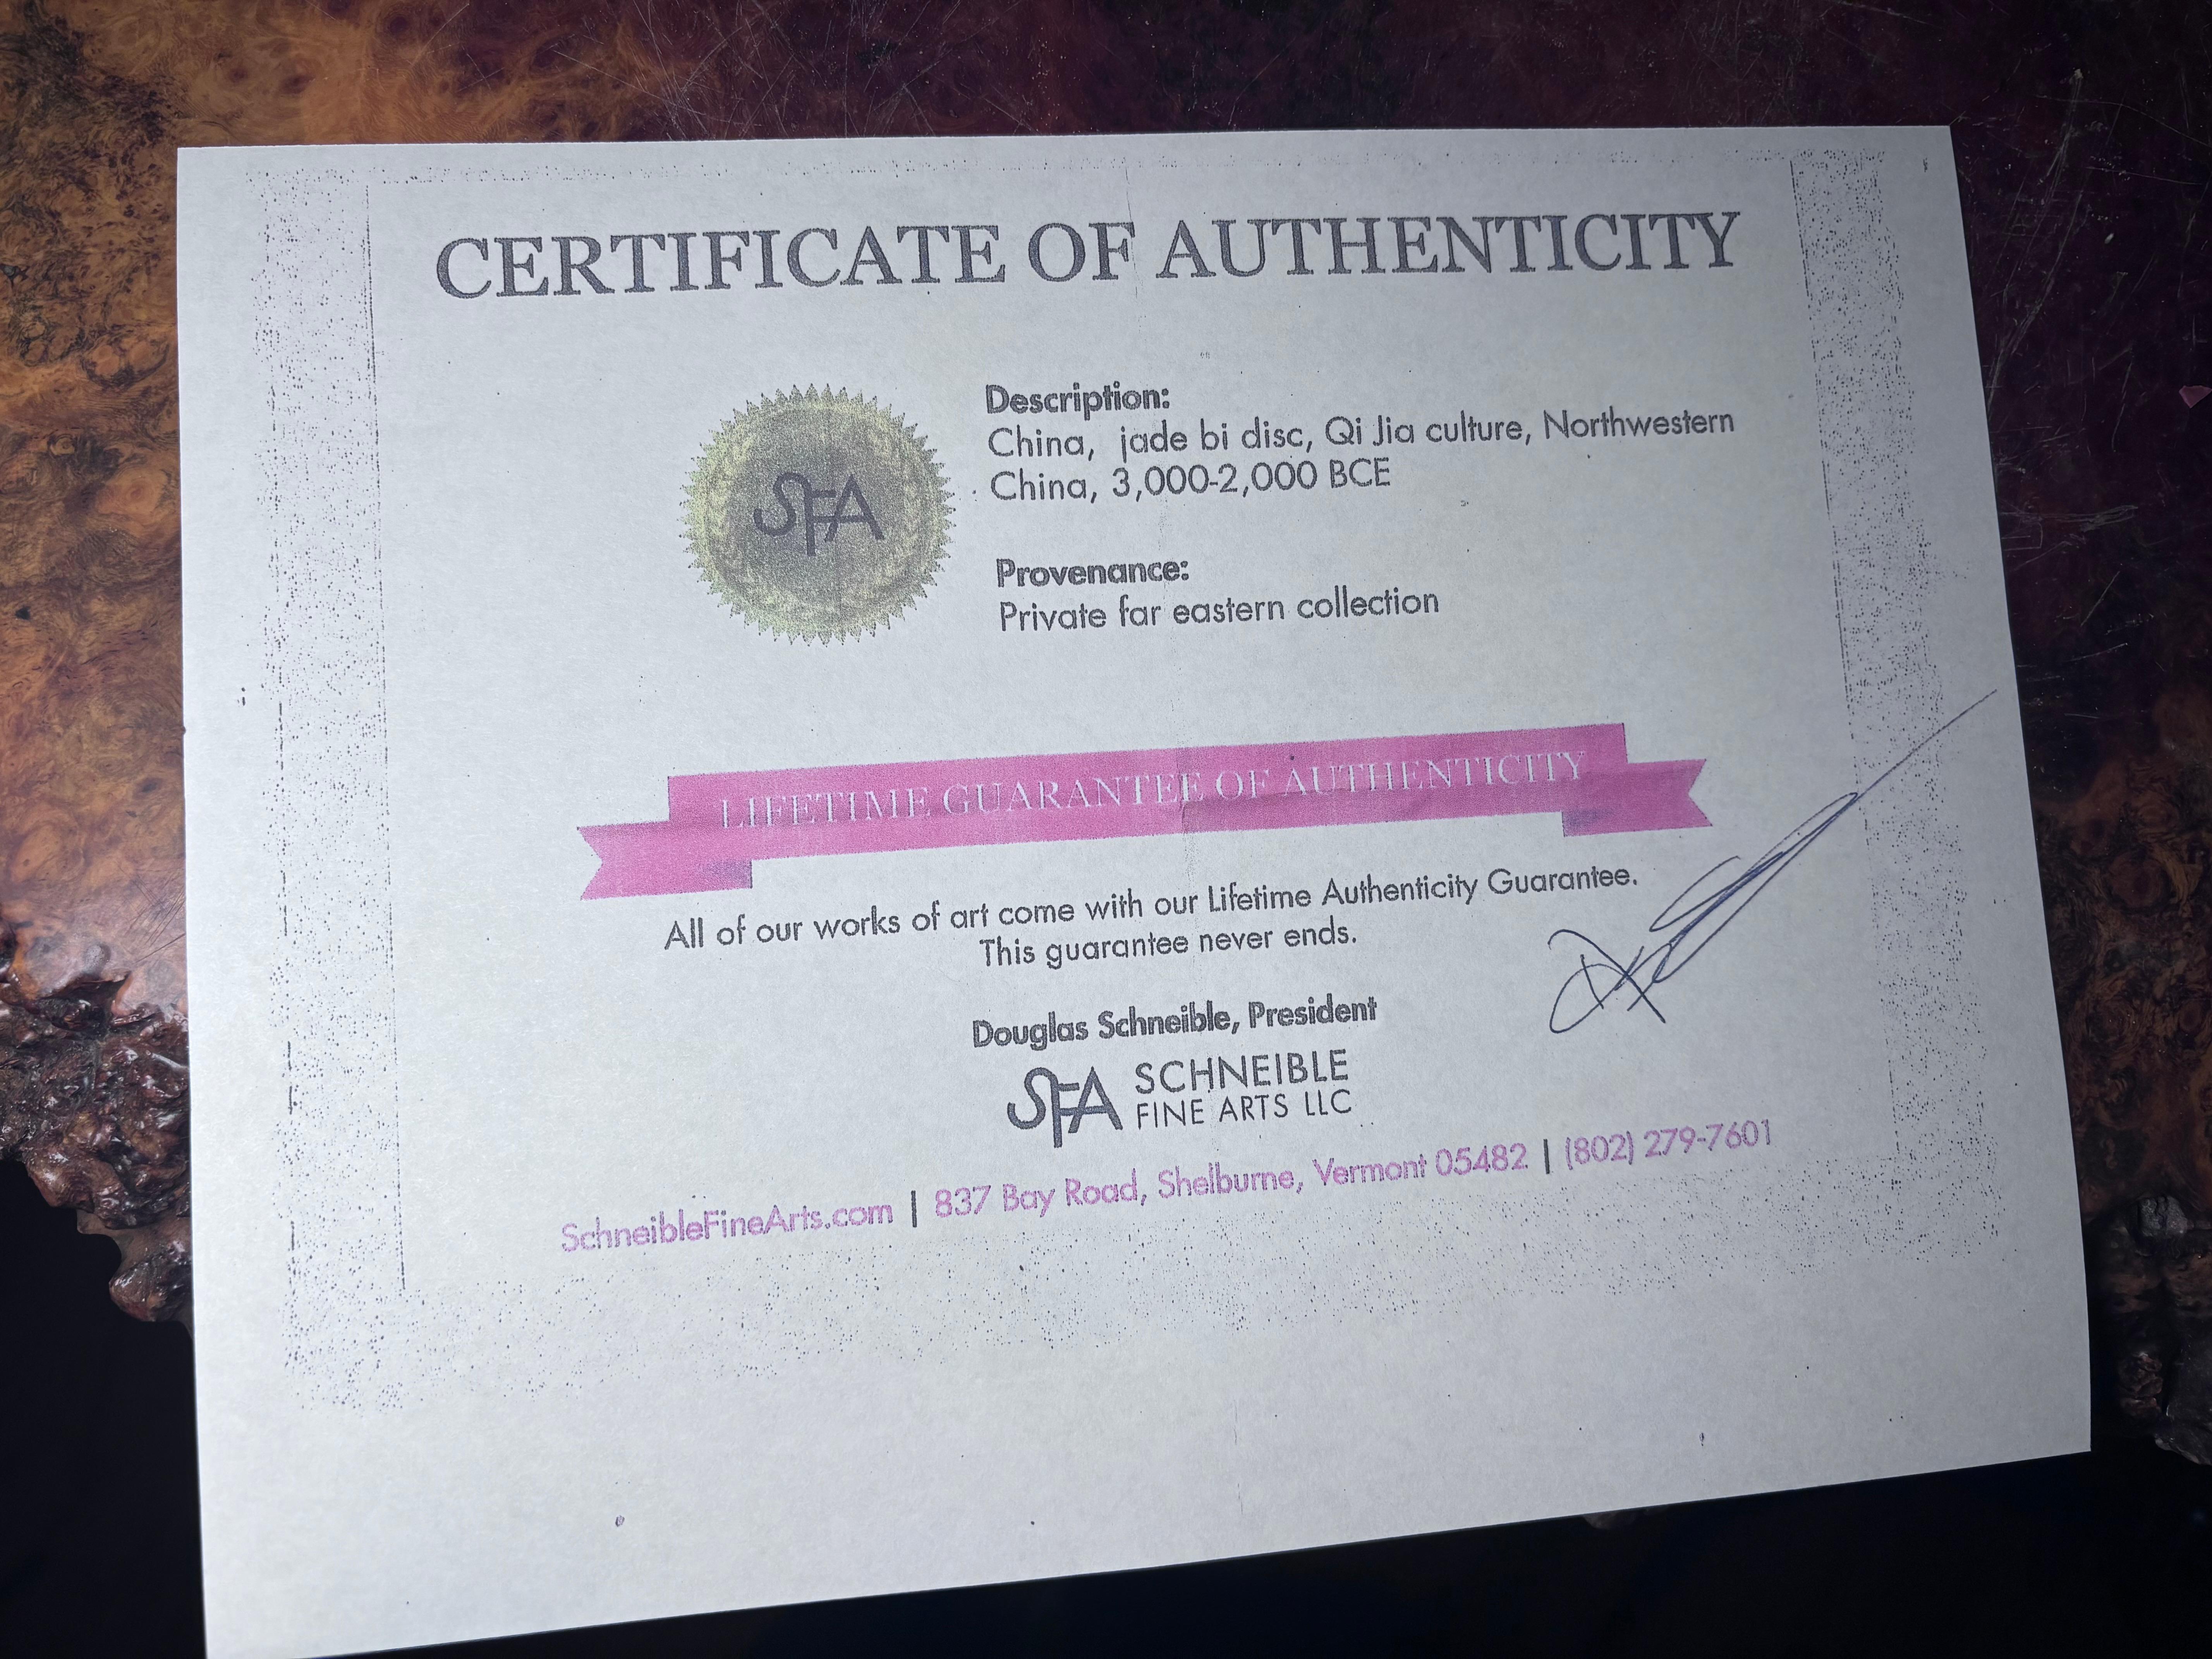 CERTIFICATE OF AUTHENTICITY
SFA
Description:
China, jade bi disc, Qi Jia culture, Northwestern
China, 3,000-2,000 BCE
Provenance:
Private far eastern collection
LIFETIME GUARANTEE OF AUTHENTICITY
All of our works of art come with our Lifetime Authenticity Guarantee.
This guarantee never ends.
Douglas Schneible, President
SFA SCHNEIBLE
FINE ARTS LLC
SchneibleFineArts.com | 837 Bay Road, Shelburne, Vermont 05482 | (802) 279-7601